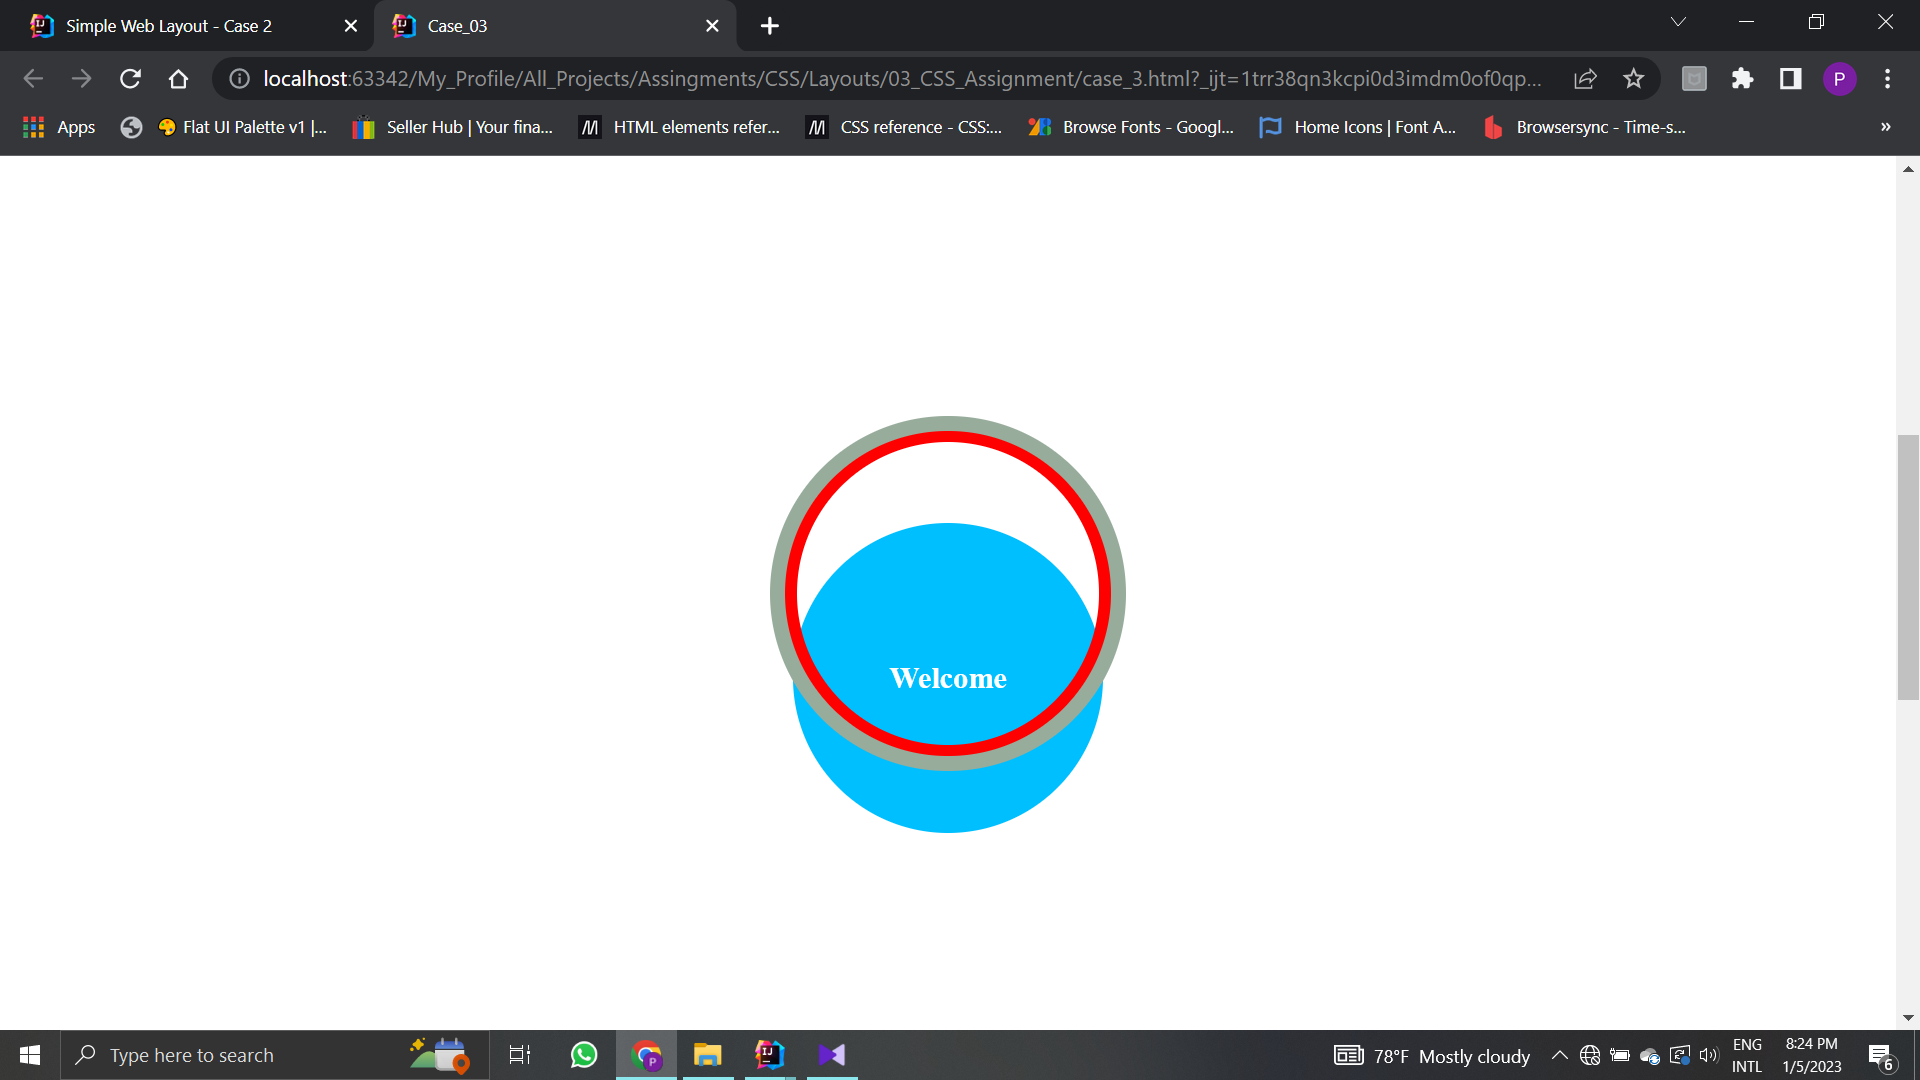 Simple Web Layout - Case 2
Case_03
localhost:63342/My_Profile/All_Projects/Assingments/CSS/Layouts/03_CSS_Assignment/case_3.html?_ijt=1trr38qn3kcpi0d3imdm0of0qp...
P
Apps
Flat UI Palette v1 |...
Seller Hub | Your fina...
HTML elements refer...
CSS reference - CSS:...
Browse Fonts - Googl...
Home Icons | Font A...
Browsersync - Time-s...
»
Welcome
Type here to search
P
IJ
78°F Mostly cloudy
ENG
INTL
8:24 PM
1/5/2023
6